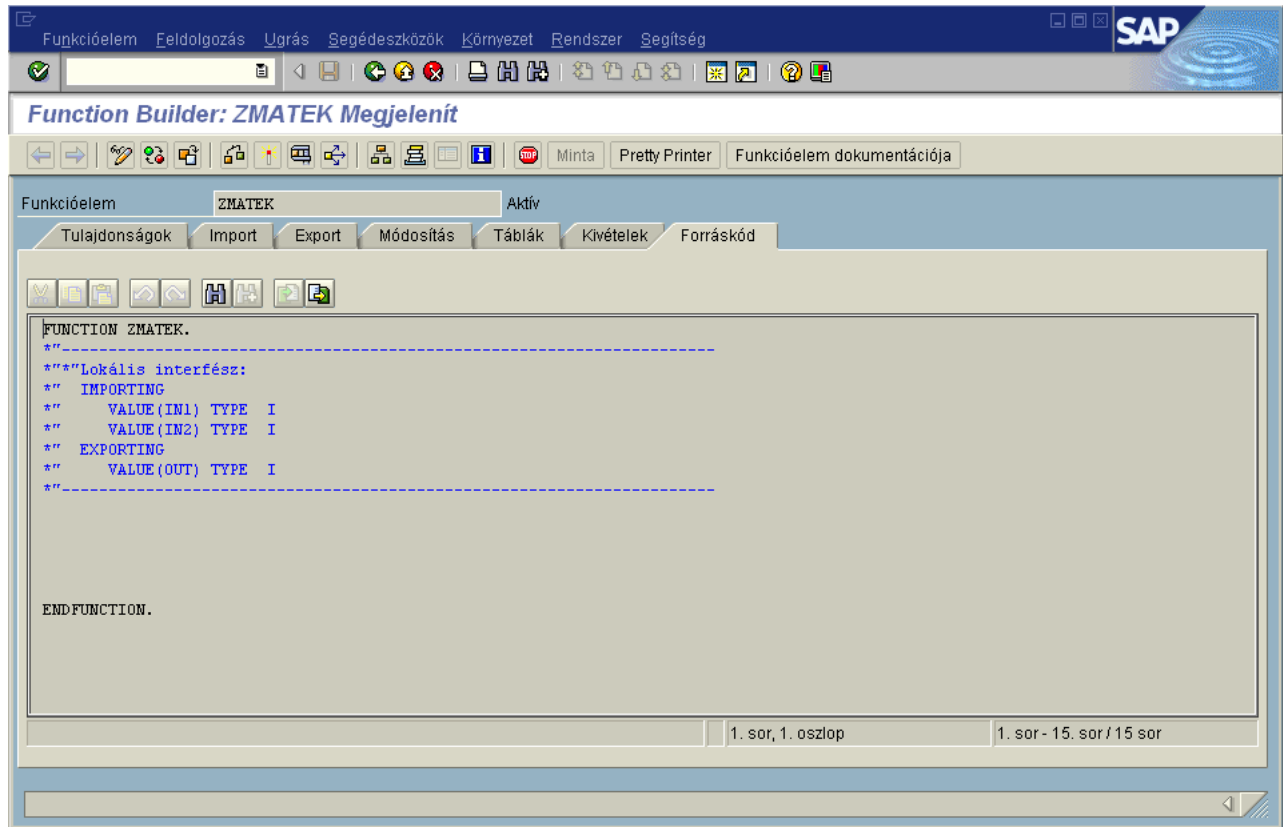 Funkcióelem Feldolgozás Ugrás Segédeszközök Környezet Rendszer Segítség
SAP
Function Builder: ZMATEK Megjelenít
STOP Minta Pretty Printer Funkcióelem dokumentációja
Funkcióelem ZMATEK Aktív
Tulajdonságok Import Export Módosítás Táblák Kivételek Forráskód
FUNCTION ZMATEK.
*"----------------------------------------------------------------------
*"*"Lokális interfész:
*" IMPORTING
*" VALUE(IN1) TYPE I
*" VALUE(IN2) TYPE I
*" EXPORTING
*" VALUE(OUT) TYPE I
*"----------------------------------------------------------------------
ENDFUNCTION.
1. sor, 1. oszlop 1. sor - 15. sor / 15 sor